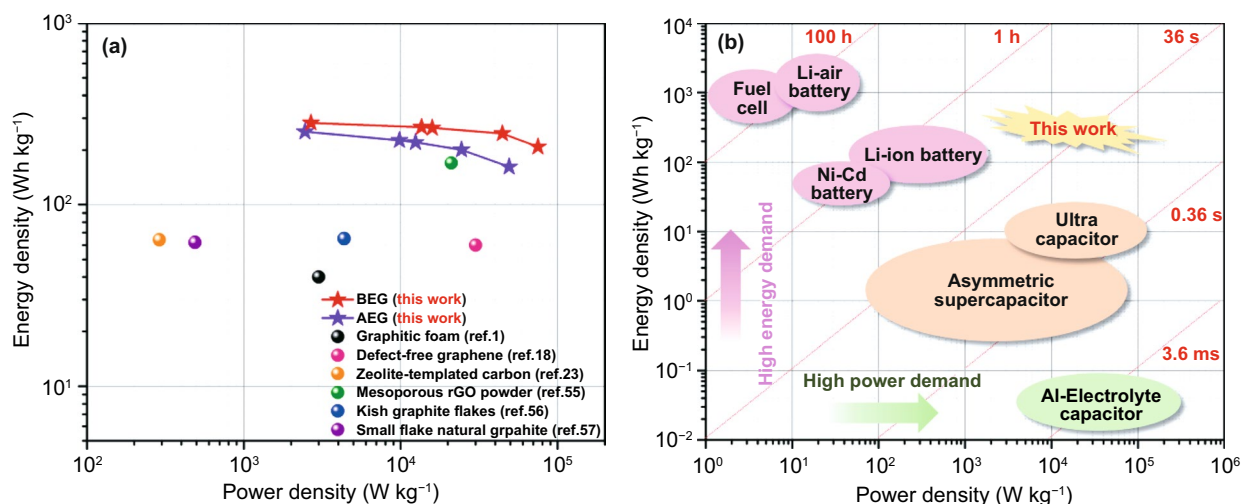 (a)
10³
10²
10¹
Energy density (Wh kg⁻¹)
BEG (this work)
AEG (this work)
Graphitic foam (ref.1)
Defect-free graphene (ref.18)
Zeolite-templated carbon (ref.23)
Mesoporous rGO powder (ref.55)
Kish graphite flakes (ref.56)
Small flake natural grpahite (ref.57)
10² 10³ 10⁴ 10⁵
Power density (W kg⁻¹)
(b)
10⁴
10³
10²
10¹
10⁰
10⁻¹
10⁻²
Energy density (Wh kg⁻¹)
100 h
1 h
36 s
0.36 s
3.6 ms
Fuel
cell
Li-air
battery
This work
Li-ion battery
Ni-Cd
battery
Ultra
capacitor
Asymmetric
supercapacitor
High energy demand
High power demand
Al-Electrolyte
capacitor
10⁰ 10¹ 10² 10³ 10⁴ 10⁵ 10⁶
Power density (W kg⁻¹)